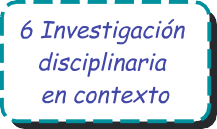 6 Investigación
disciplinaria
en contexto